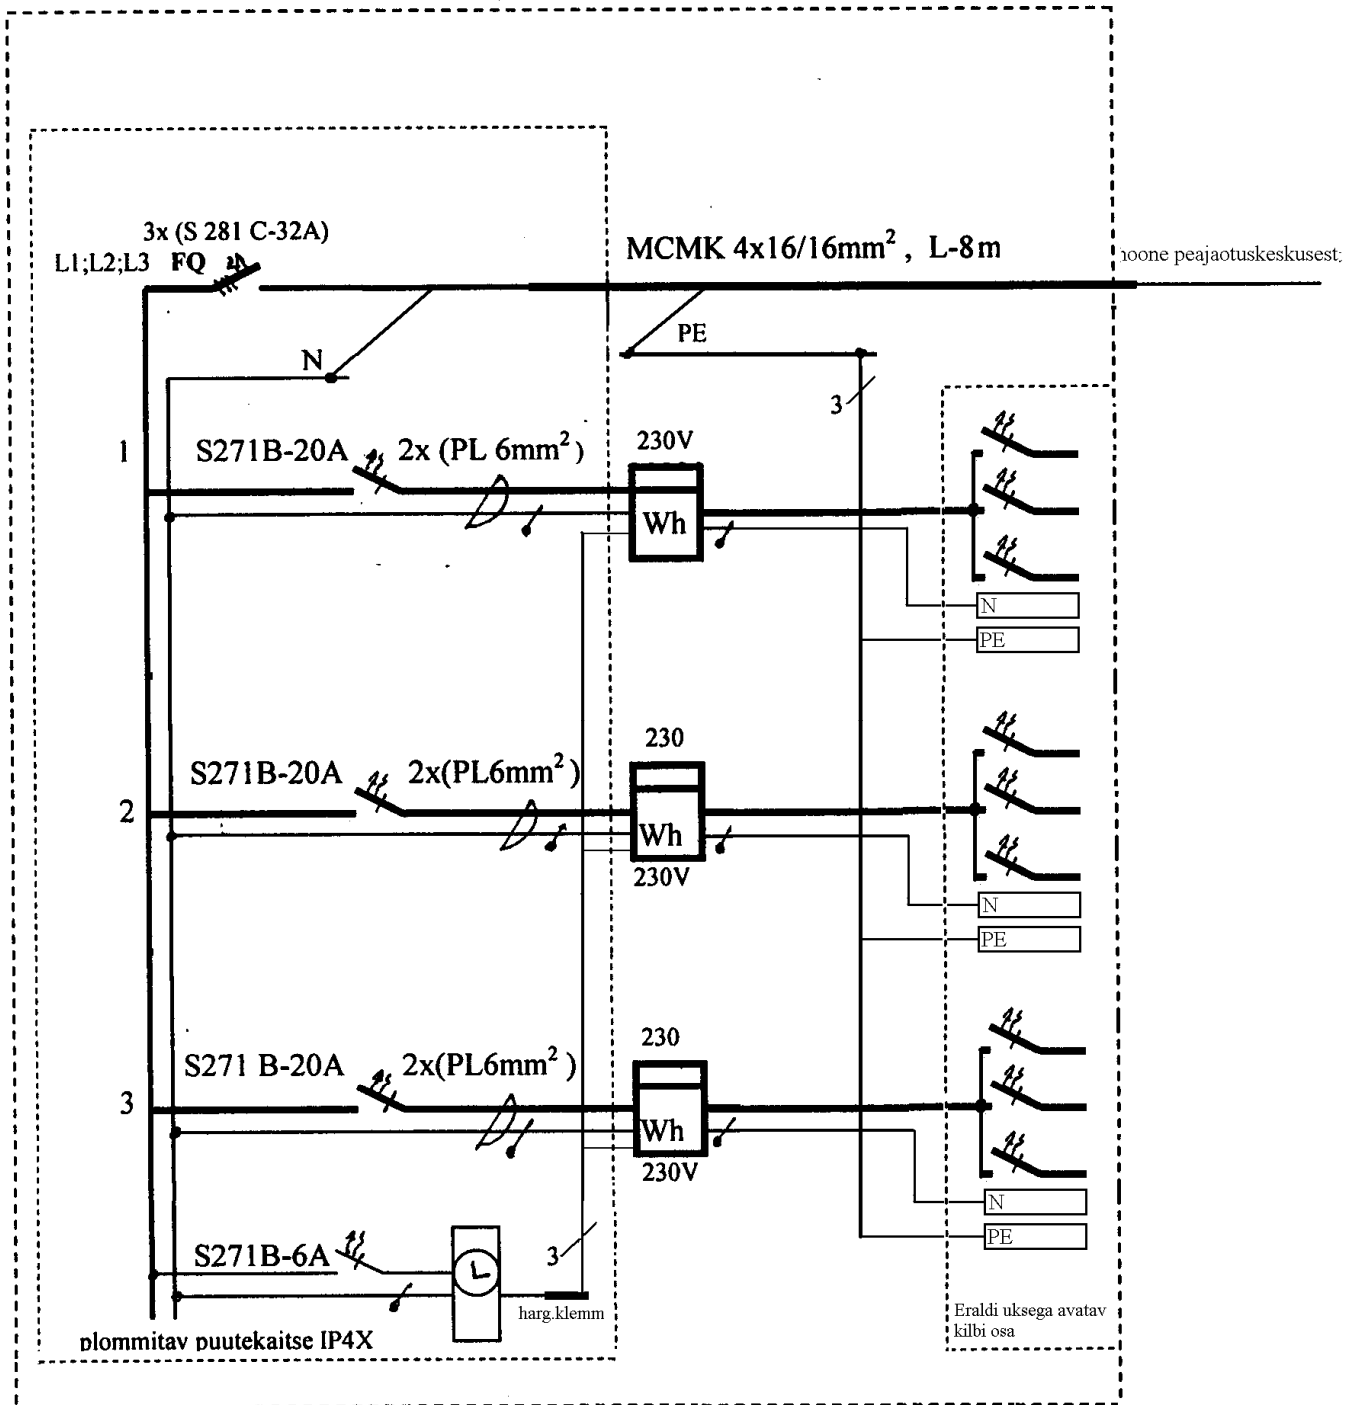 3x (S 281 C-32A)
L1;L2;L3 FQ
MCMK 4x16/16mm², L-8m
hoone peajaotuskeskusest;
PE
N
3
1
S271B-20A
2x (PL 6mm²)
230V
Wh
N
PE
230
2
S271B-20A
2x(PL6mm²)
Wh
230V
N
PE
230
3
S271 B-20A
2x(PL6mm²)
Wh
230V
N
PE
S271B-6A
3
harg.klemm
Eraldi uksega avatav
kilbi osa
plommitav puutekaitse IP4X